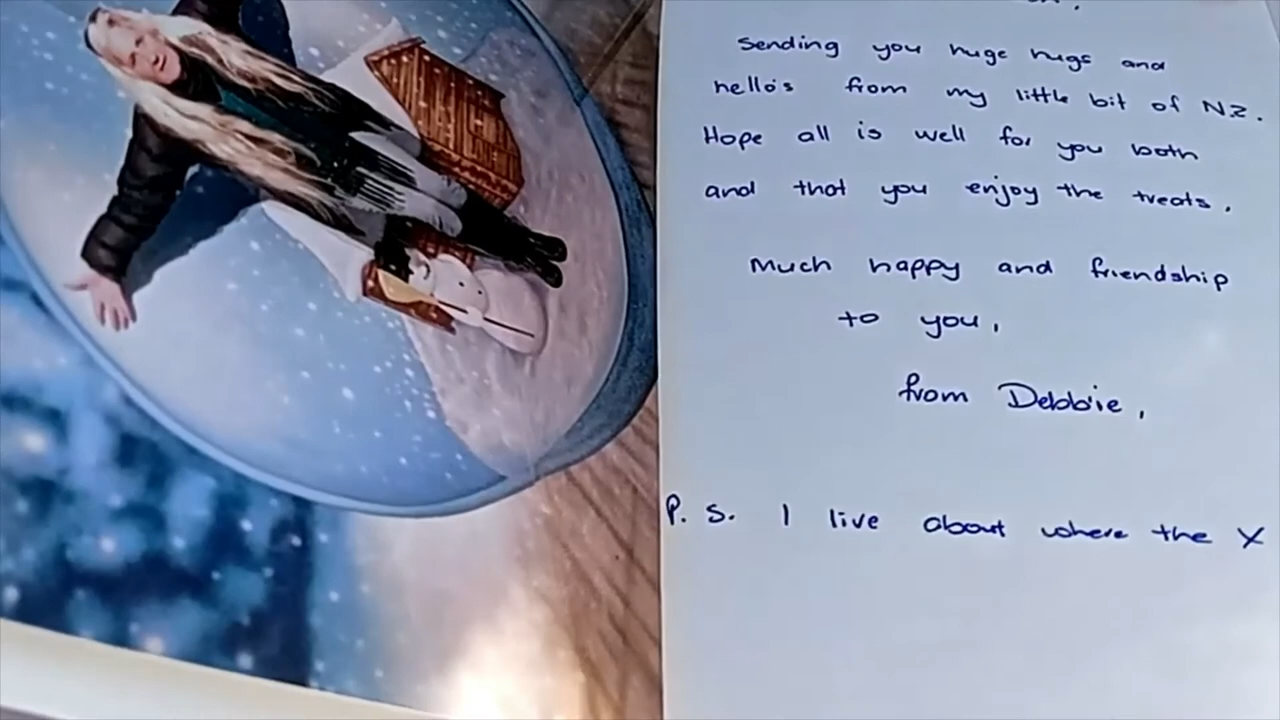 Sending you huge hugs and
hello's from my little bit of NZ.
Hope all is well for you both
and that you enjoy the treats.
Much happy and friendship
to you,
from Debbie,
P.S. I live about where the X